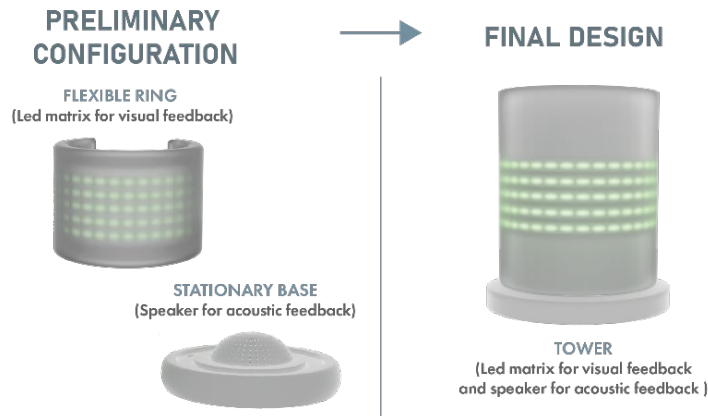 PRELIMINARY
CONFIGURATION
FLEXIBLE RING
(Led matrix for visual feedback)
STATIONARY BASE
(Speaker for acoustic feedback)
FINAL DESIGN
TOWER
(Led matrix for visual feedback
and speaker for acoustic feedback )